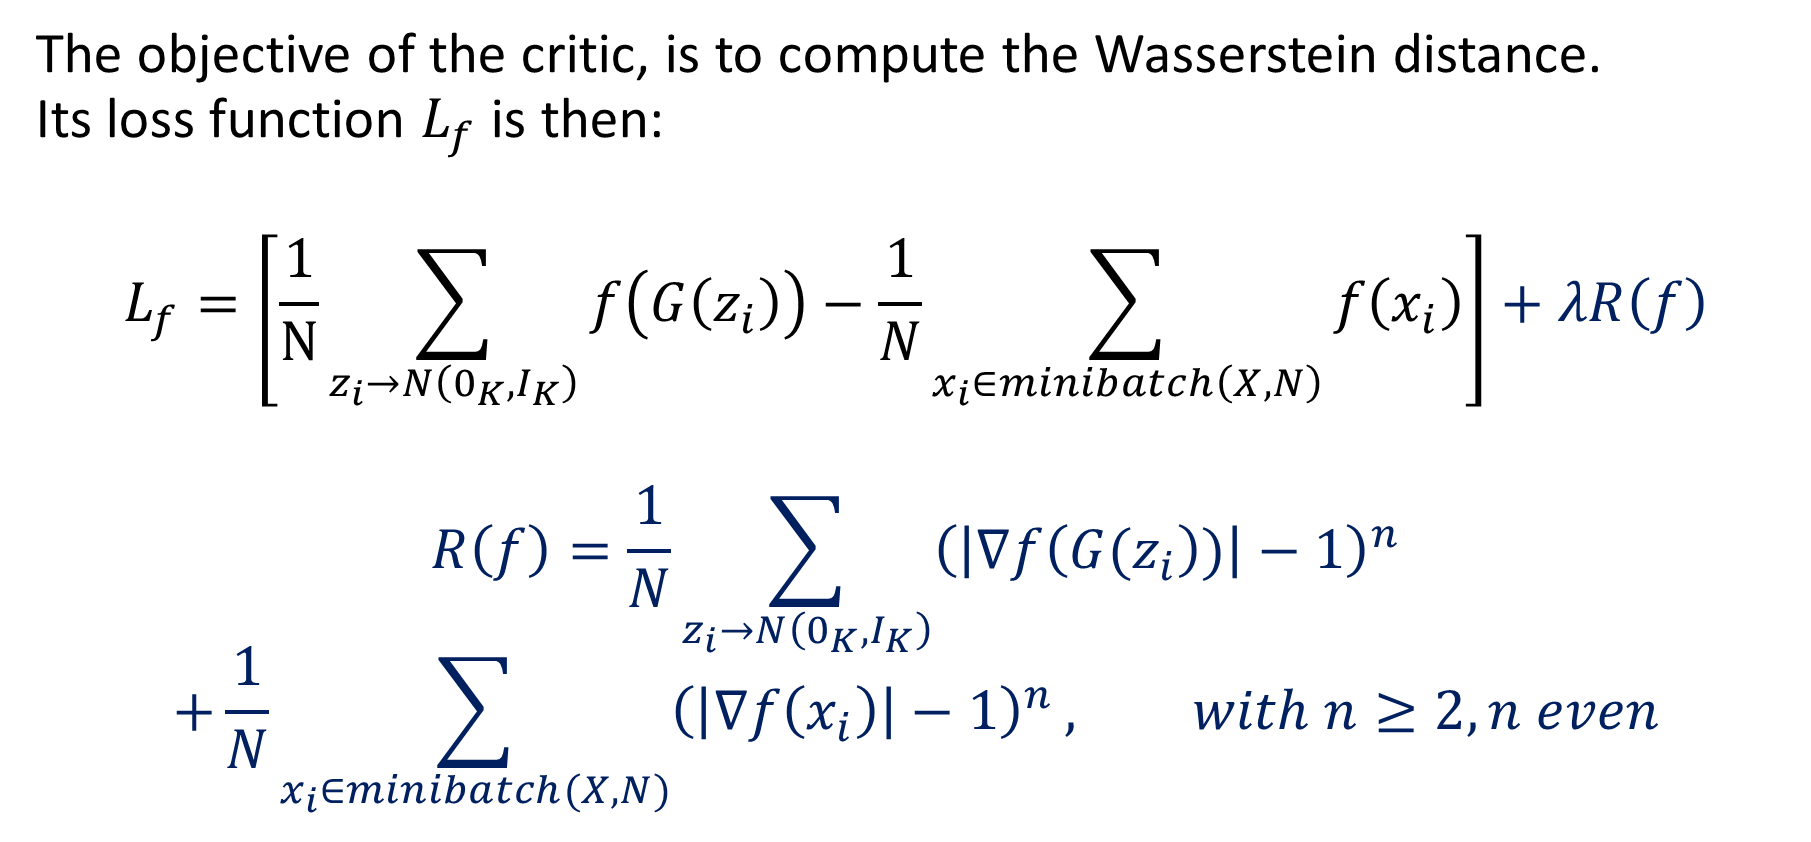 The objective of the critic, is to compute the Wasserstein distance.
Its loss function L_f is then:
L_f = [1/N ∑_{z_i→N(0_K,I_K)} f(G(z_i)) − 1/N ∑_{x_i∈minibatch(X,N)} f(x_i)] + λR(f)
R(f) = 1/N ∑_{z_i→N(0_K,I_K)} (|∇f(G(z_i))| − 1)^n
+ 1/N ∑_{x_i∈minibatch(X,N)} (|∇f(x_i)| − 1)^n , with n ≥ 2, n even